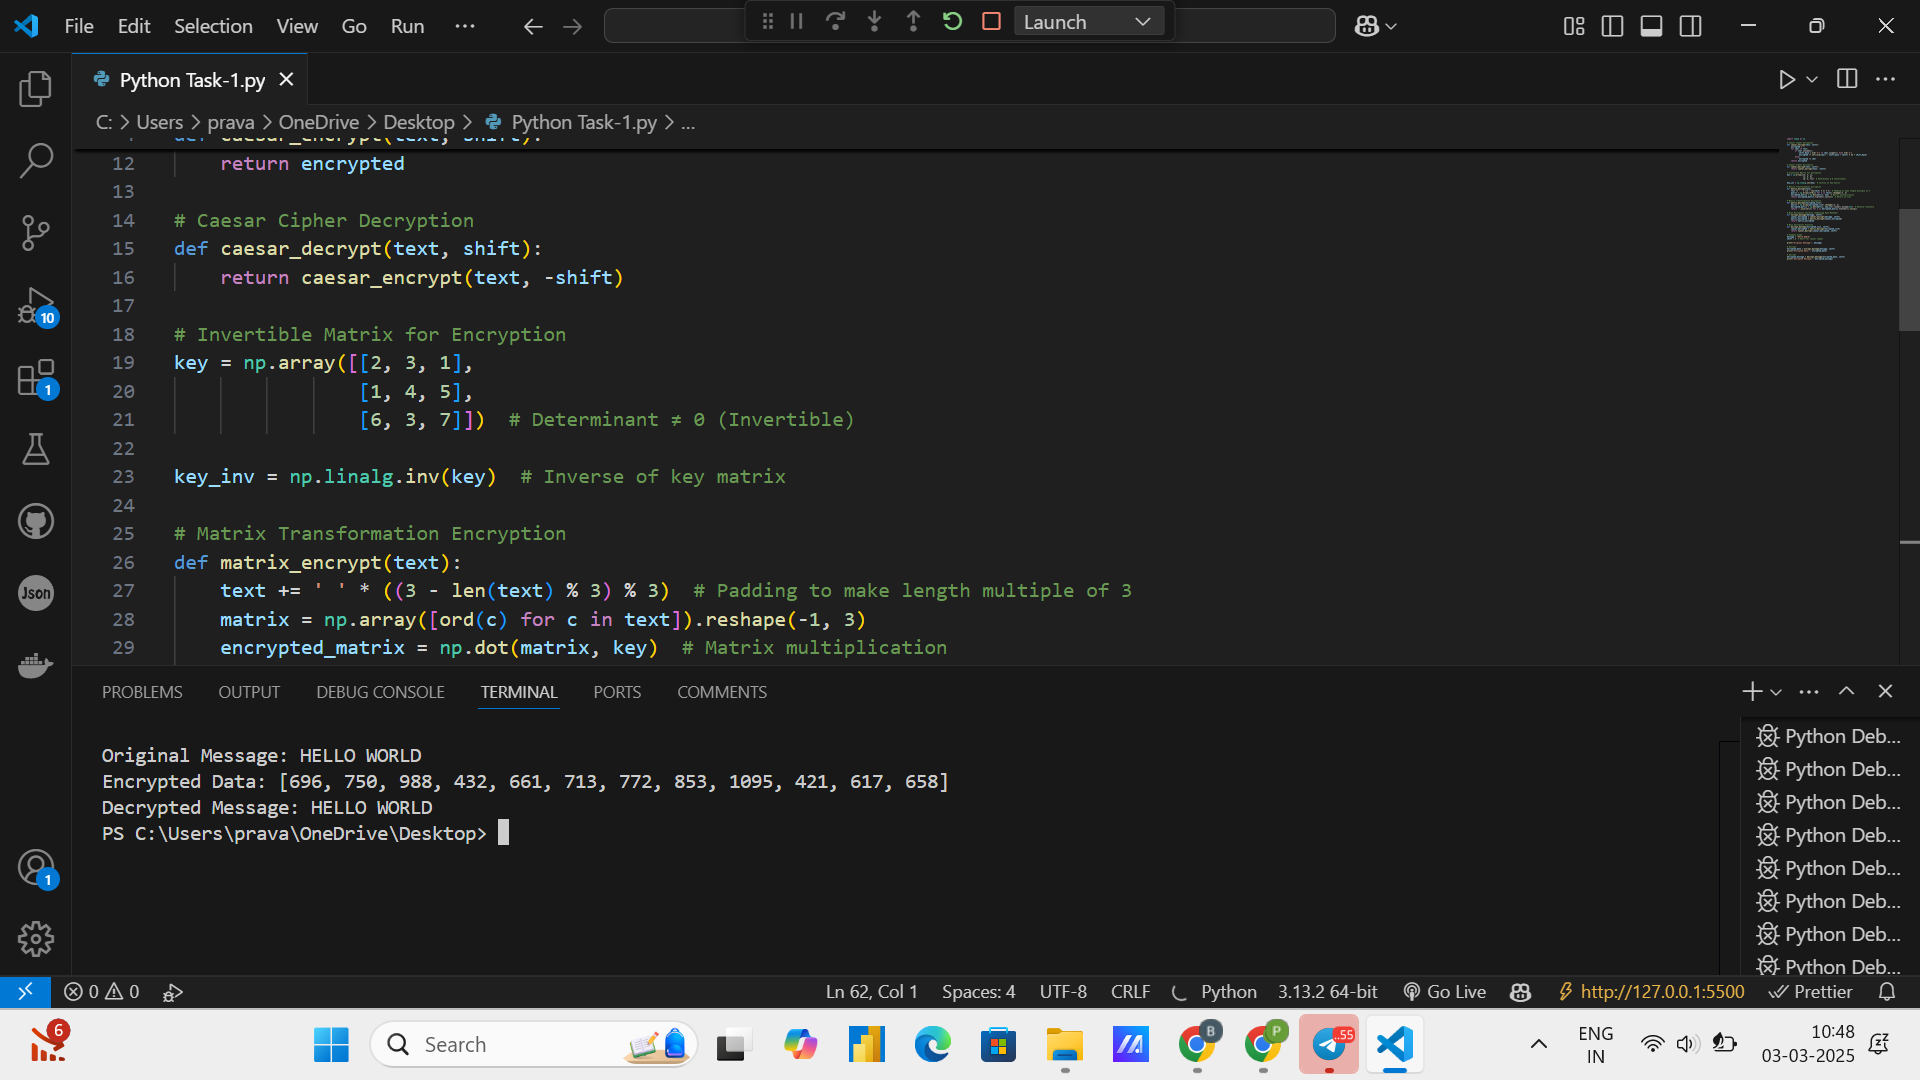 File Edit Selection View Go Run ...
Launch
Python Task-1.py
C: > Users > prava > OneDrive > Desktop > Python Task-1.py > ...
def caesar_encrypt(text, shift):
12 return encrypted
13
14 # Caesar Cipher Decryption
15 def caesar_decrypt(text, shift):
16 return caesar_encrypt(text, -shift)
17
18 # Invertible Matrix for Encryption
19 key = np.array([[2, 3, 1],
20 [1, 4, 5],
21 [6, 3, 7]]) # Determinant ≠ 0 (Invertible)
22
23 key_inv = np.linalg.inv(key) # Inverse of key matrix
24
25 # Matrix Transformation Encryption
26 def matrix_encrypt(text):
27 text += ' ' * ((3 - len(text) % 3) % 3) # Padding to make length multiple of 3
28 matrix = np.array([ord(c) for c in text]).reshape(-1, 3)
29 encrypted_matrix = np.dot(matrix, key) # Matrix multiplication
10
1
Json
1
PROBLEMS OUTPUT DEBUG CONSOLE TERMINAL PORTS COMMENTS
Original Message: HELLO WORLD
Encrypted Data: [696, 750, 988, 432, 661, 713, 772, 853, 1095, 421, 617, 658]
Decrypted Message: HELLO WORLD
PS C:\Users\prava\OneDrive\Desktop>
Python Deb...
Python Deb...
Python Deb...
Python Deb...
Python Deb...
Python Deb...
Python Deb...
Python Deb...
0 0 Ln 62, Col 1 Spaces: 4 UTF-8 CRLF Python 3.13.2 64-bit Go Live http://127.0.0.1:5500 Prettier
6 Search B P 55 ENG IN 10:48
03-03-2025